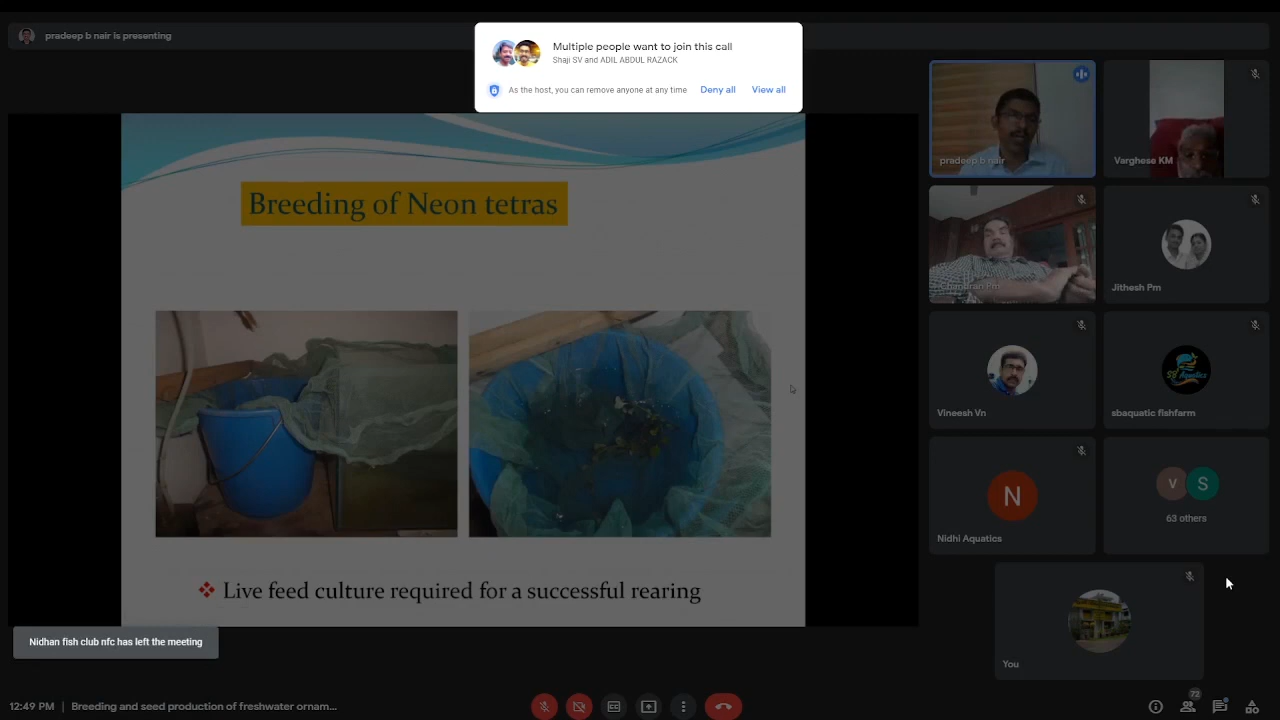 pradeep b nair is presenting
Multiple people want to join this call
Shaji SV and ADIL ABDUL RAZACK
As the host, you can remove anyone at any time
Deny all
View all
Breeding of Neon tetras
Live feed culture required for a successful rearing
pradeep b nair
Varghese KM
Chandran Pm
Jithesh Pm
Vineesh Vn
SB Aquatics
sbaquatic fishfarm
N
Nidhi Aquatics
V S
63 others
You
Nidhan fish club nfc has left the meeting
12:49 PM | Breeding and seed production of freshwater ornam...
72